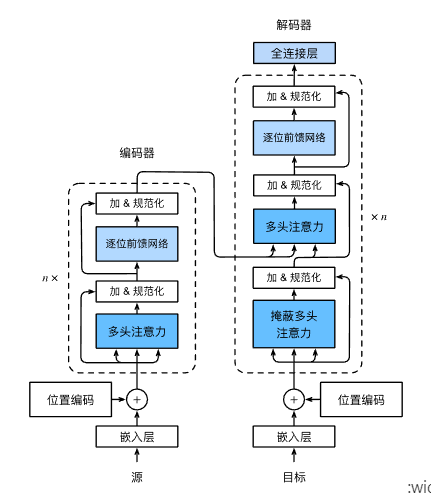 解码器
全连接层
加 & 规范化
逐位前馈网络
加 & 规范化
多头注意力
× n
加 & 规范化
掩蔽多头
注意力
位置编码
嵌入层
目标
编码器
加 & 规范化
逐位前馈网络
n ×
加 & 规范化
多头注意力
位置编码
嵌入层
源